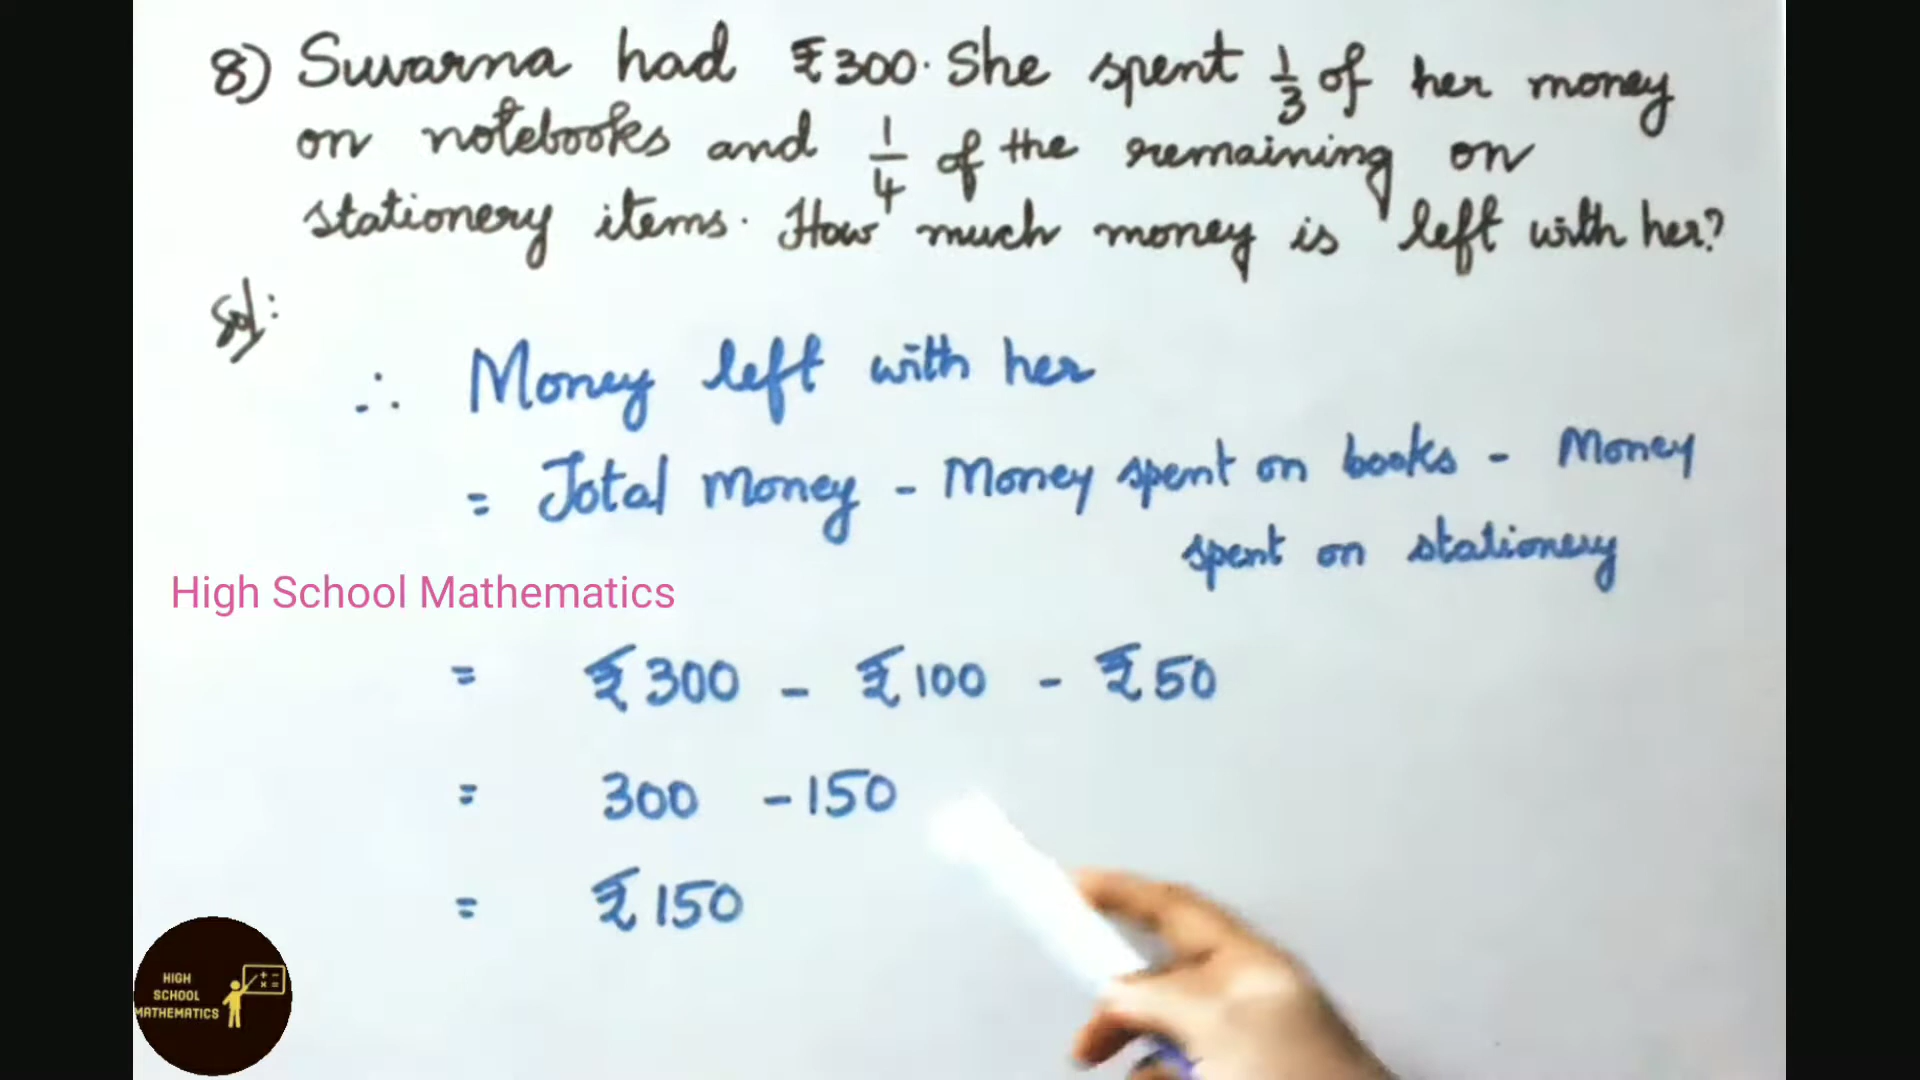 8) Suvarna had ₹300. She spent 1/3 of her money
on notebooks and 1/4 of the remaining on
stationery items. How much money is left with her?
Sol:
∴ Money left with her
= Total Money - Money spent on books - Money
spent on stationery
High School Mathematics
= ₹300 - ₹100 - ₹50
= 300 - 150
= ₹150
HIGH
SCHOOL
MATHEMATICS